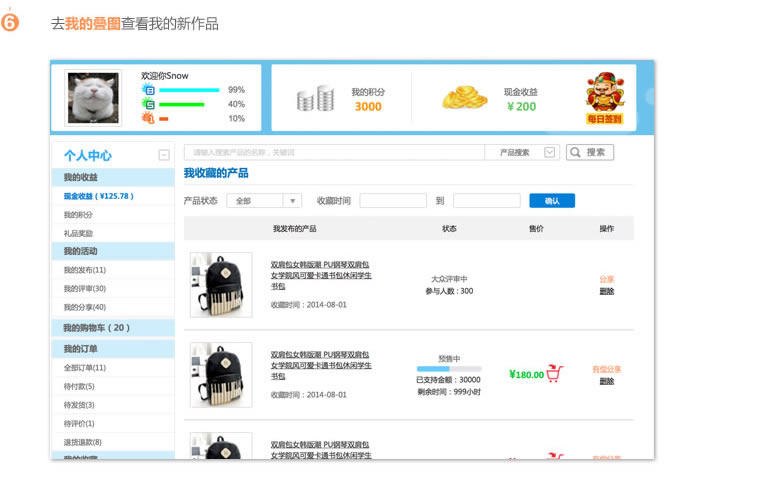 6
去我的叠图查看我的新作品
欢迎你Snow
99%
40%
10%
我的积分
3000
现金收益
¥200
每日签到
个人中心
我的收益
现金收益（¥125.78）
我的积分
礼品奖励
我的活动
我的发布(11)
我的评审(30)
我的分享(40)
我的购物车（20）
我的订单
全部订单(11)
待付款(5)
待发货(3)
待评价(1)
退货退款(8)
我的收藏
请输入搜索产品的名称，关键词
产品搜索
搜索
我收藏的产品
产品状态
全部
收藏时间
到
确认
我发布的产品
状态
售价
操作
双肩包女韩版潮 PU钢琴双肩包
女学院风可爱卡通书包休闲学生
书包
收藏时间：2014-08-01
大众评审中
参与人数：300
分享
删除
双肩包女韩版潮 PU钢琴双肩包
女学院风可爱卡通书包休闲学生
书包
收藏时间：2014-08-01
预售中
已支持金额：30000
剩余时间：999小时
¥180.00
有偿分享
删除
双肩包女韩版潮 PU钢琴双肩包
女学院风可爱卡通书包休闲学生
有偿分享